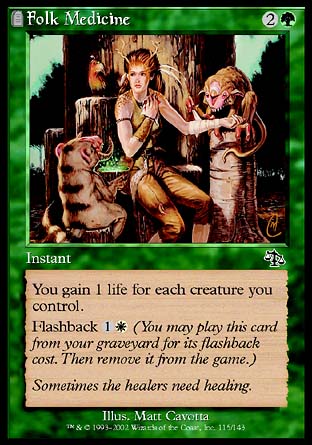 Folk Medicine 2
Instant
You gain 1 life for each creature you
control.
Flashback 1 (You may play this card
from your graveyard for its flashback
cost. Then remove it from the game.)
Sometimes the healers need healing.
Illus. Matt Cavotta
™ & © 1993-2002 Wizards of the Coast, Inc. 115/143